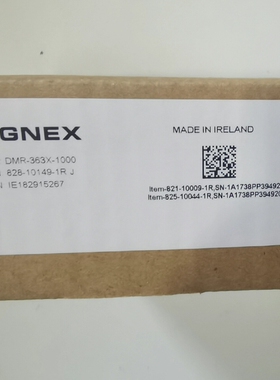 GNEX
MADE IN IRELAND
DMR-363X-1000
828-10149-1R J
N IE182915267
Item-821-10009-1R,SN-1A1738PP39492
Item-825-10044-1R,SN-1A1738PP394920